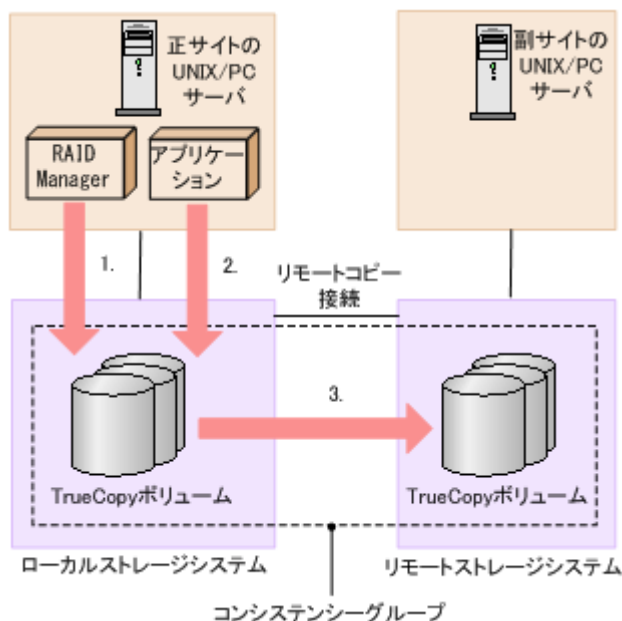 正サイトの
UNIX/PC
サーバ
副サイトの
UNIX/PC
サーバ
RAID
Manager
アプリケー
ション
1.
2.
リモートコピー
接続
3.
TrueCopyボリューム
TrueCopyボリューム
ローカルストレージシステム
リモートストレージシステム
コンシステンシーグループ